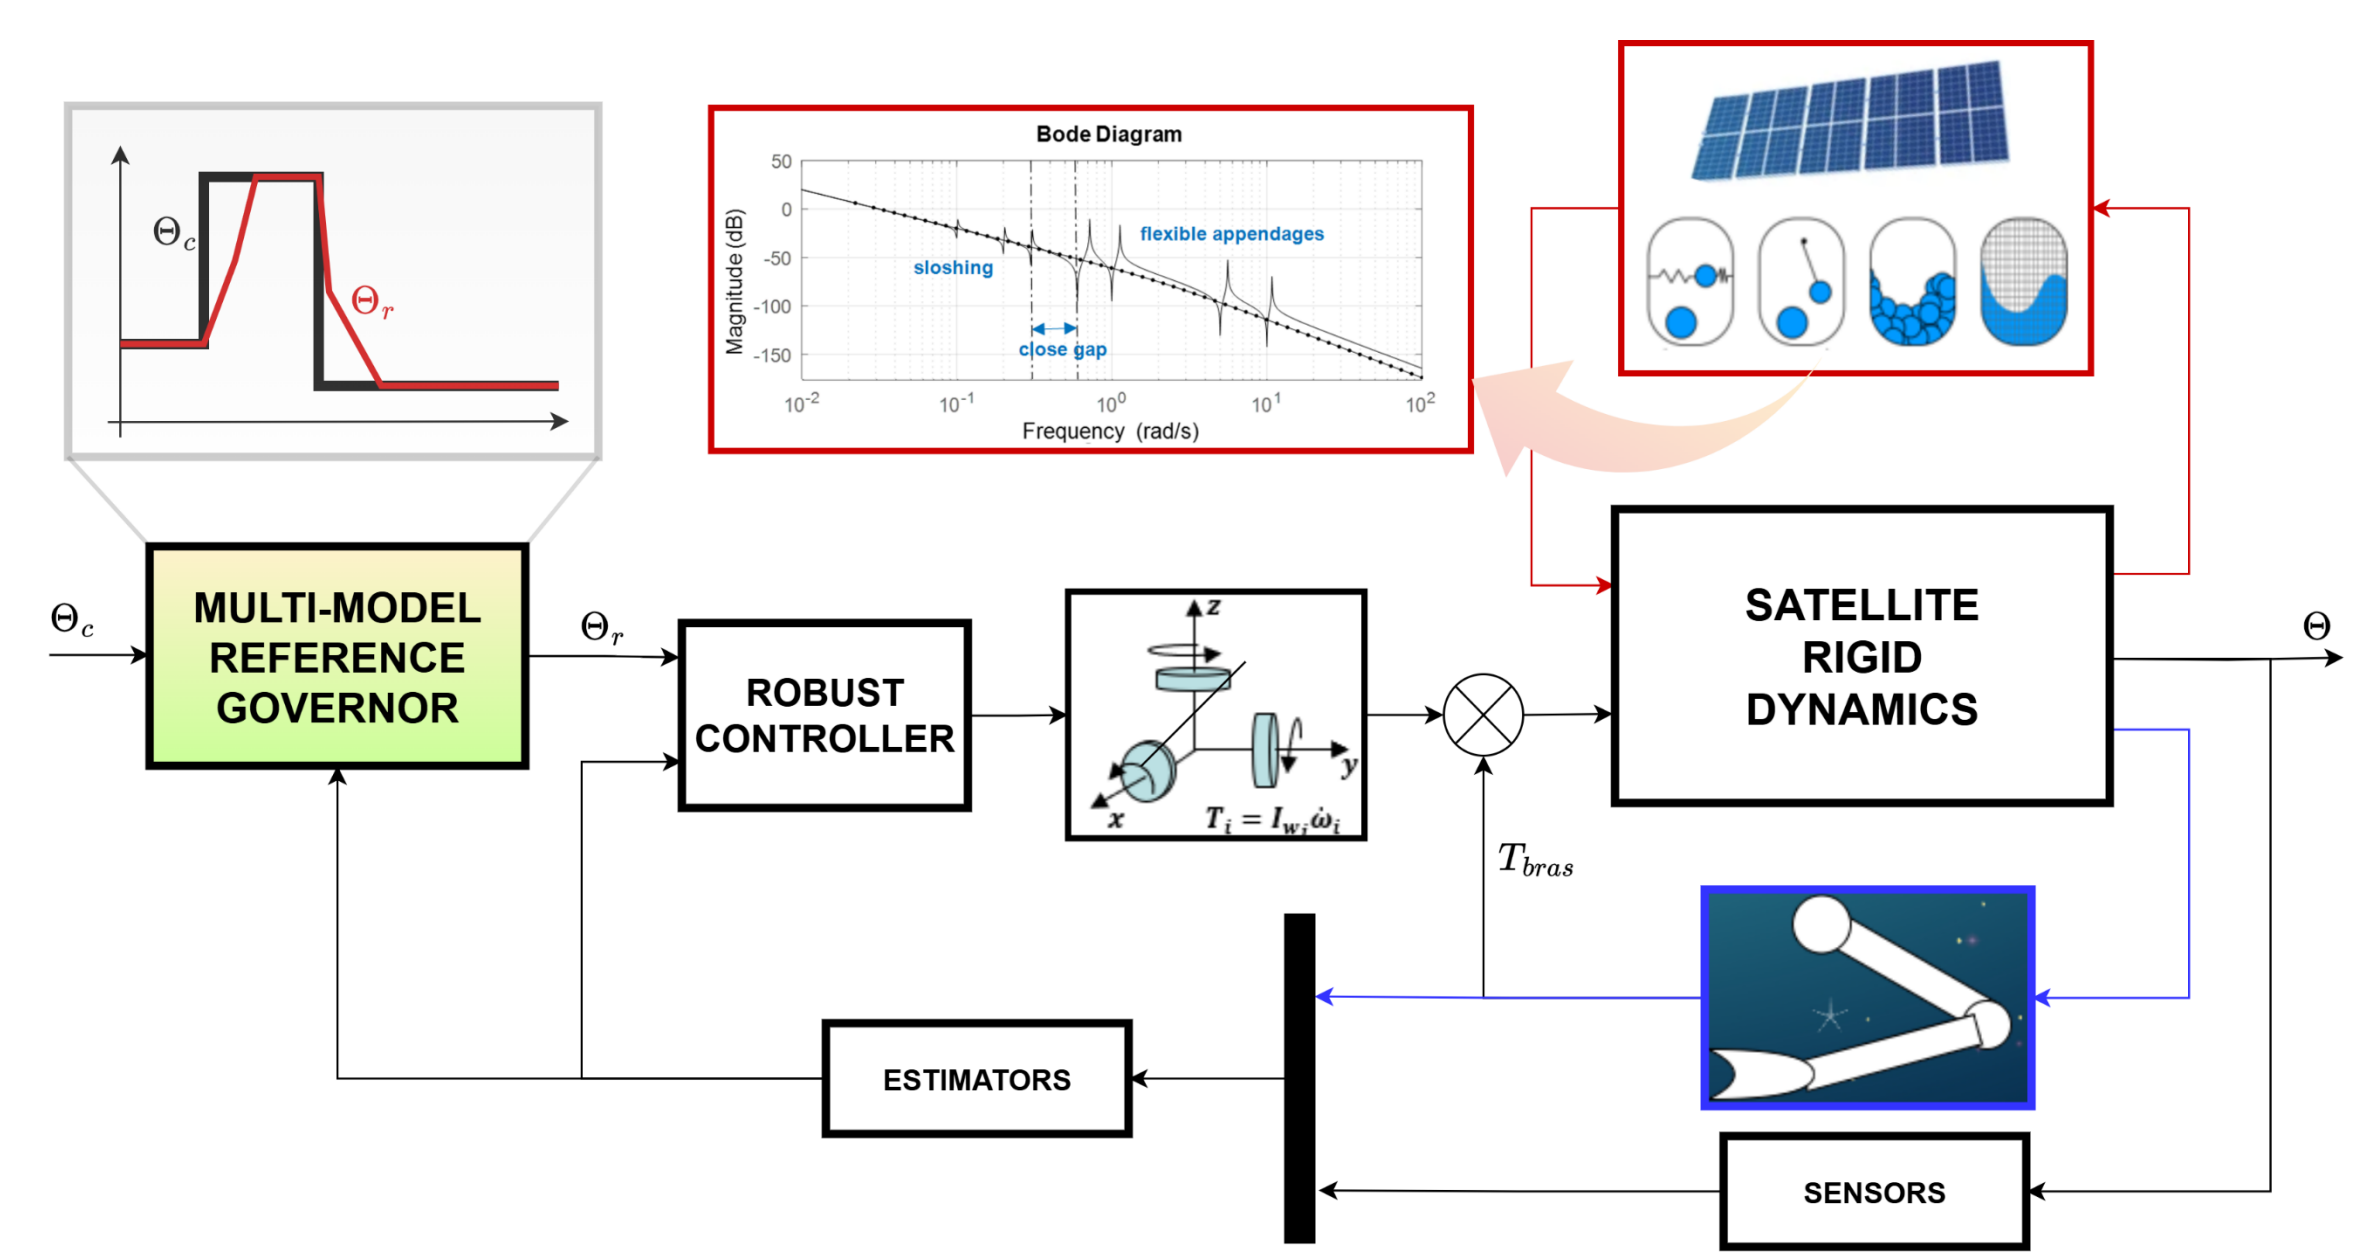 Θc
Θr
Bode Diagram
Magnitude (dB)
50
0
-50
-100
-150
sloshing
flexible appendages
close gap
10-2
10-1
100
101
102
Frequency (rad/s)
Θc
MULTI-MODEL
REFERENCE
GOVERNOR
Θr
ROBUST
CONTROLLER
z
y
x
Ti = Iwi ω̇i
SATELLITE
RIGID
DYNAMICS
Θ
Tbras
ESTIMATORS
SENSORS